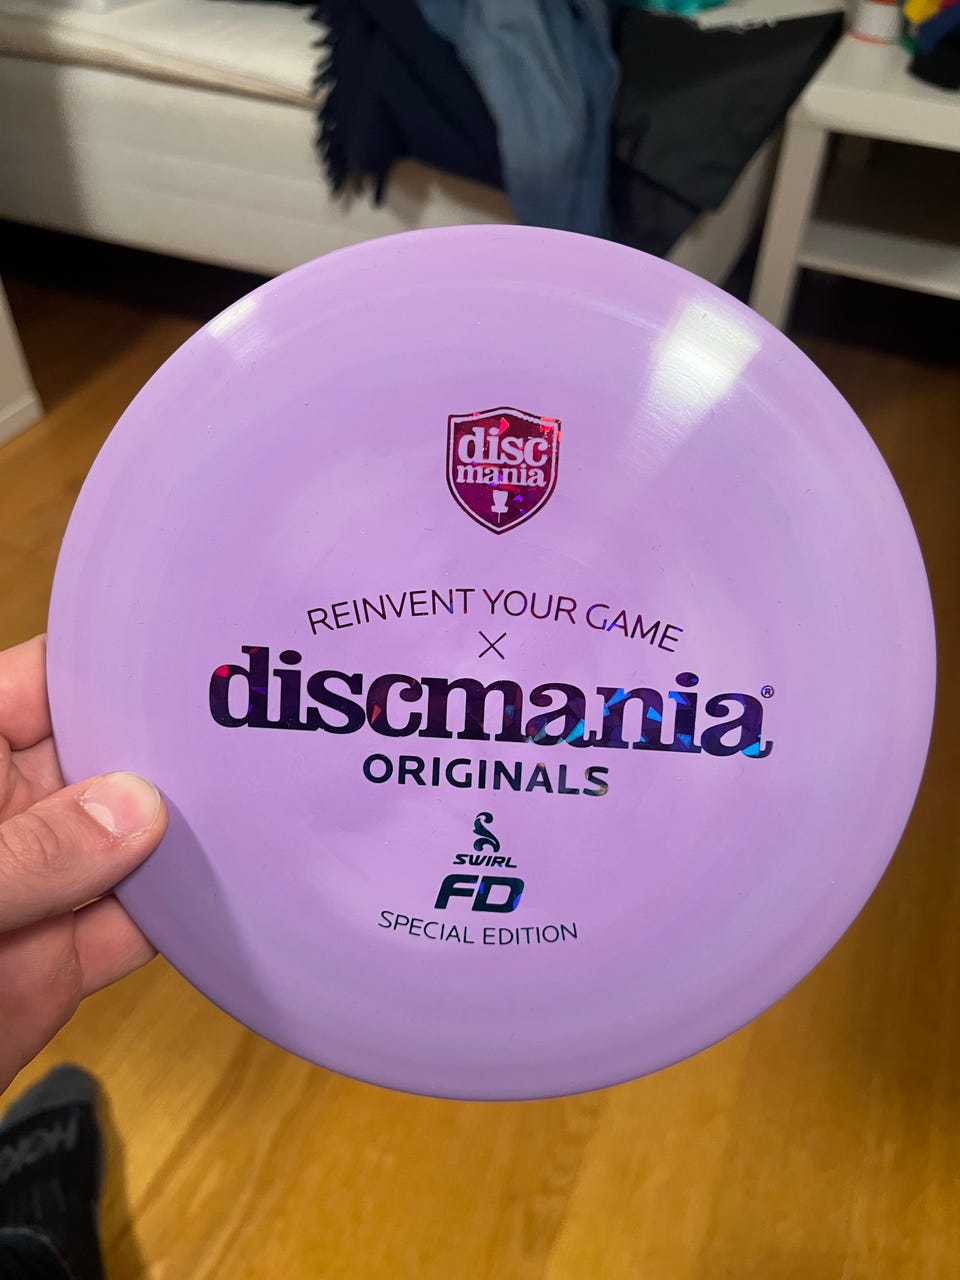 disc
mania
REINVENT YOUR GAME
X
discmania®
ORIGINALS
SWIRL
FD
SPECIAL EDITION